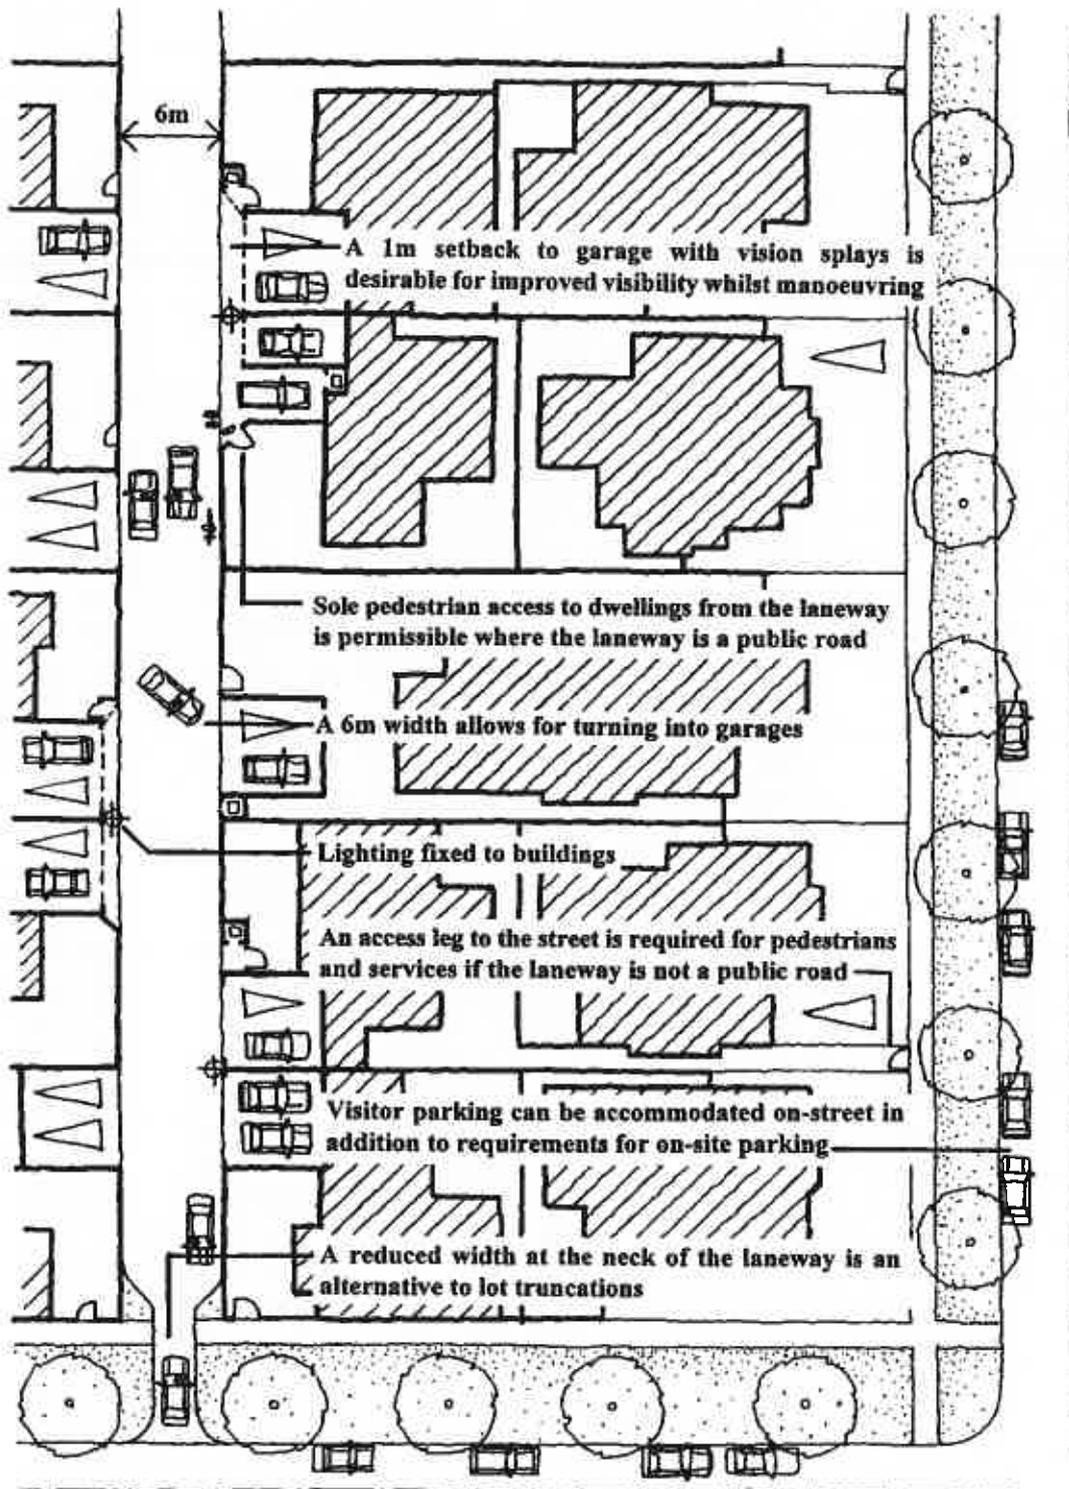 6m
A 1m setback to garage with vision splays is
desirable for improved visibility whilst manoeuvring
Sole pedestrian access to dwellings from the laneway
is permissible where the laneway is a public road
A 6m width allows for turning into garages
Lighting fixed to buildings
An access leg to the street is required for pedestrians
and services if the laneway is not a public road
Visitor parking can be accommodated on-street in
addition to requirements for on-site parking
A reduced width at the neck of the laneway is an
alternative to lot truncations